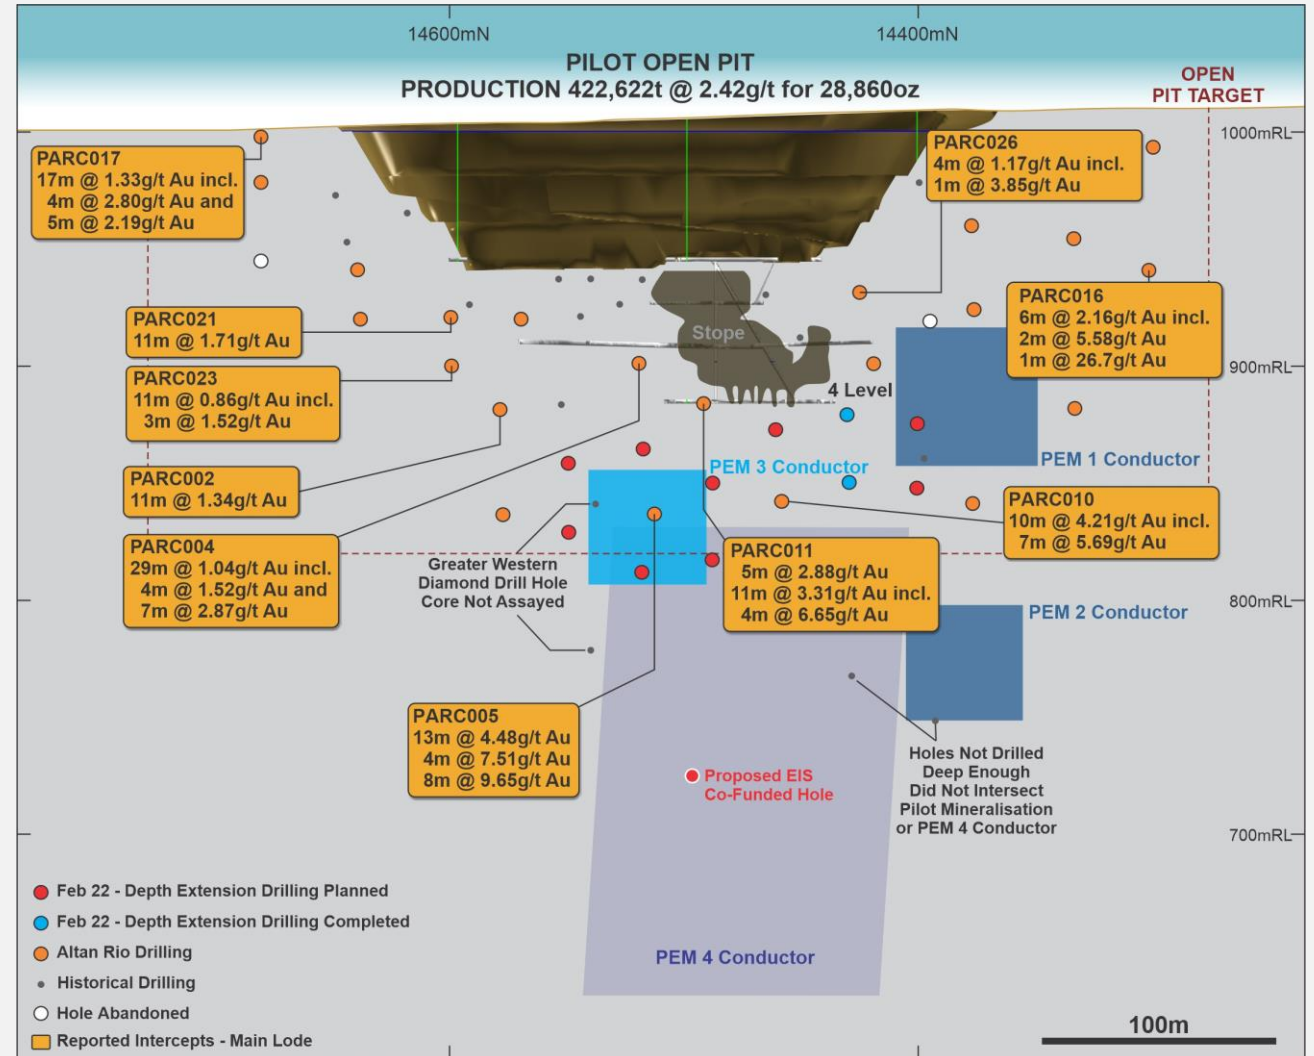 14600mN
14400mN
PILOT OPEN PIT
PRODUCTION 422,622t @ 2.42g/t for 28,860oz
OPEN
PIT TARGET
1000mRL
PARC017
17m @ 1.33g/t Au incl.
4m @ 2.80g/t Au and
5m @ 2.19g/t Au
PARC026
4m @ 1.17g/t Au incl.
1m @ 3.85g/t Au
PARC016
6m @ 2.16g/t Au incl.
2m @ 5.58g/t Au
1m @ 26.7g/t Au
PARC021
11m @ 1.71g/t Au
Stope
900mRL
PARC023
11m @ 0.86g/t Au incl.
3m @ 1.52g/t Au
4 Level
PEM 3 Conductor
PEM 1 Conductor
PARC002
11m @ 1.34g/t Au
PARC010
10m @ 4.21g/t Au incl.
7m @ 5.69g/t Au
PARC004
29m @ 1.04g/t Au incl.
4m @ 1.52g/t Au and
7m @ 2.87g/t Au
Greater Western
Diamond Drill Hole
Core Not Assayed
PARC011
5m @ 2.88g/t Au
11m @ 3.31g/t Au incl.
4m @ 6.65g/t Au
800mRL
PEM 2 Conductor
PARC005
13m @ 4.48g/t Au
4m @ 7.51g/t Au
8m @ 9.65g/t Au
Proposed EIS
Co-Funded Hole
Holes Not Drilled
Deep Enough
Did Not Intersect
Pilot Mineralisation
or PEM 4 Conductor
700mRL
PEM 4 Conductor
Feb 22 - Depth Extension Drilling Planned
Feb 22 - Depth Extension Drilling Completed
Altan Rio Drilling
Historical Drilling
Hole Abandoned
Reported Intercepts - Main Lode
100m